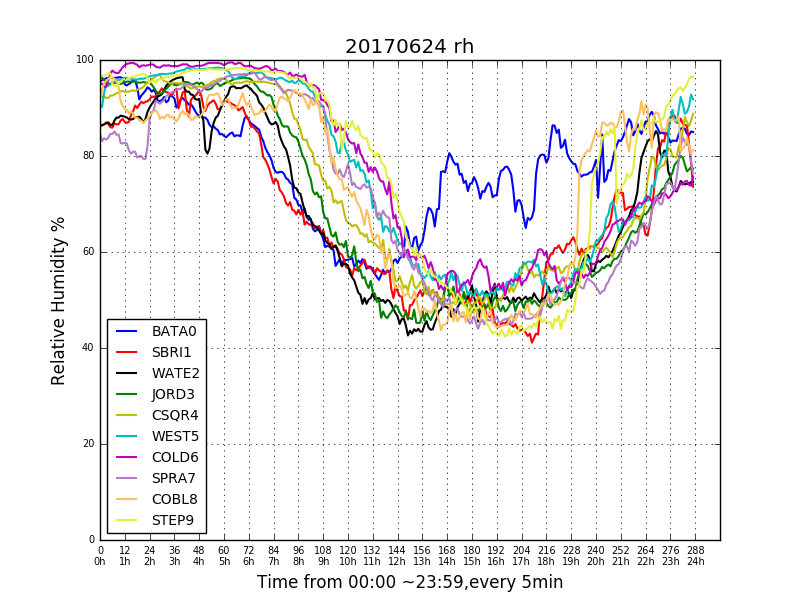 20170624 rh
Relative Humidity %
100
80
60
40
20
0
BATA0
SBRI1
WATE2
JORD3
CSQR4
WEST5
COLD6
SPRA7
COBL8
STEP9
0 12 24 36 48 60 72 84 96 108 120 132 144 156 168 180 192 204 216 228 240 252 264 276 288
0h 1h 2h 3h 4h 5h 6h 7h 8h 9h 10h 11h 12h 13h 14h 15h 16h 17h 18h 19h 20h 21h 22h 23h 24h
Time from 00:00 ~23:59,every 5min